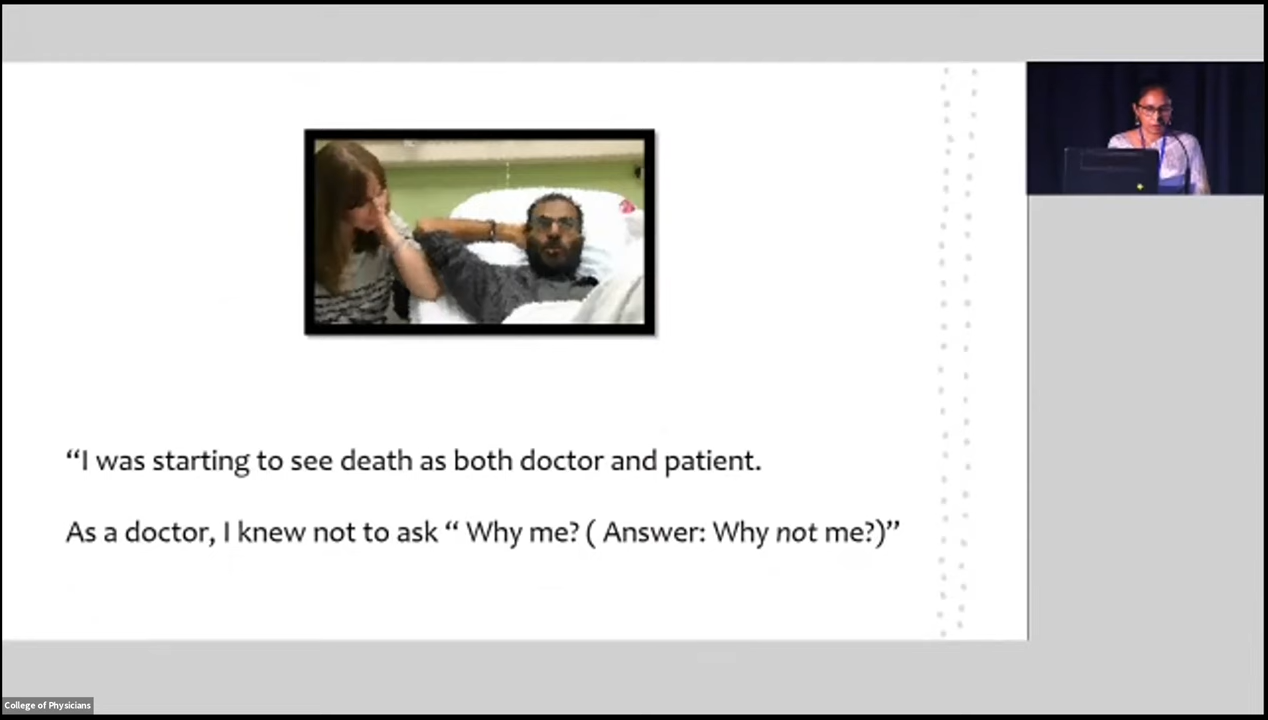 “I was starting to see death as both doctor and patient.
As a doctor, I knew not to ask “ Why me? ( Answer: Why not me?)”
College of Physicians